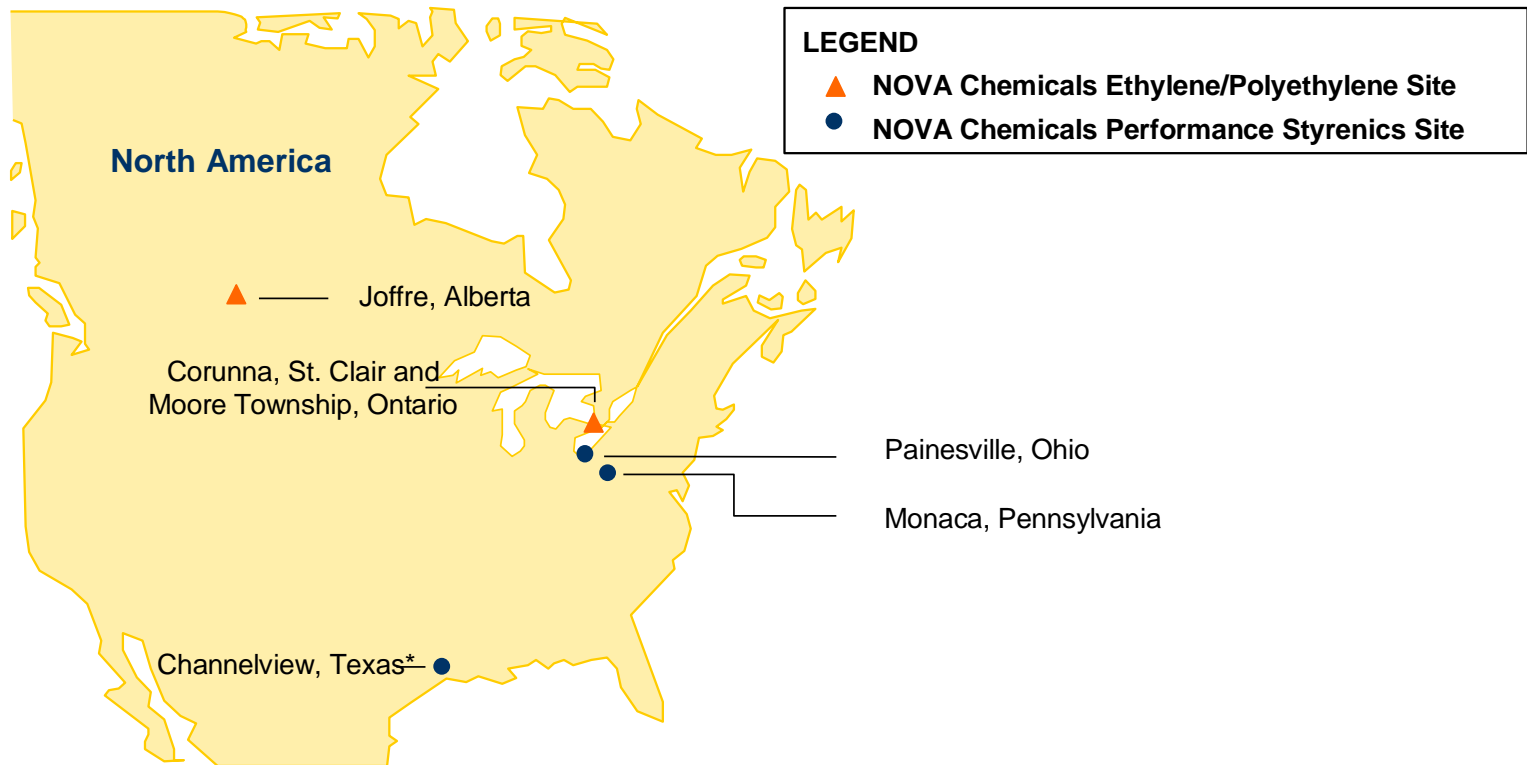 LEGEND
NOVA Chemicals Ethylene/Polyethylene Site
NOVA Chemicals Performance Styrenics Site
North America
Joffre, Alberta
Corunna, St. Clair and
Moore Township, Ontario
Painesville, Ohio
Monaca, Pennsylvania
Channelview, Texas*